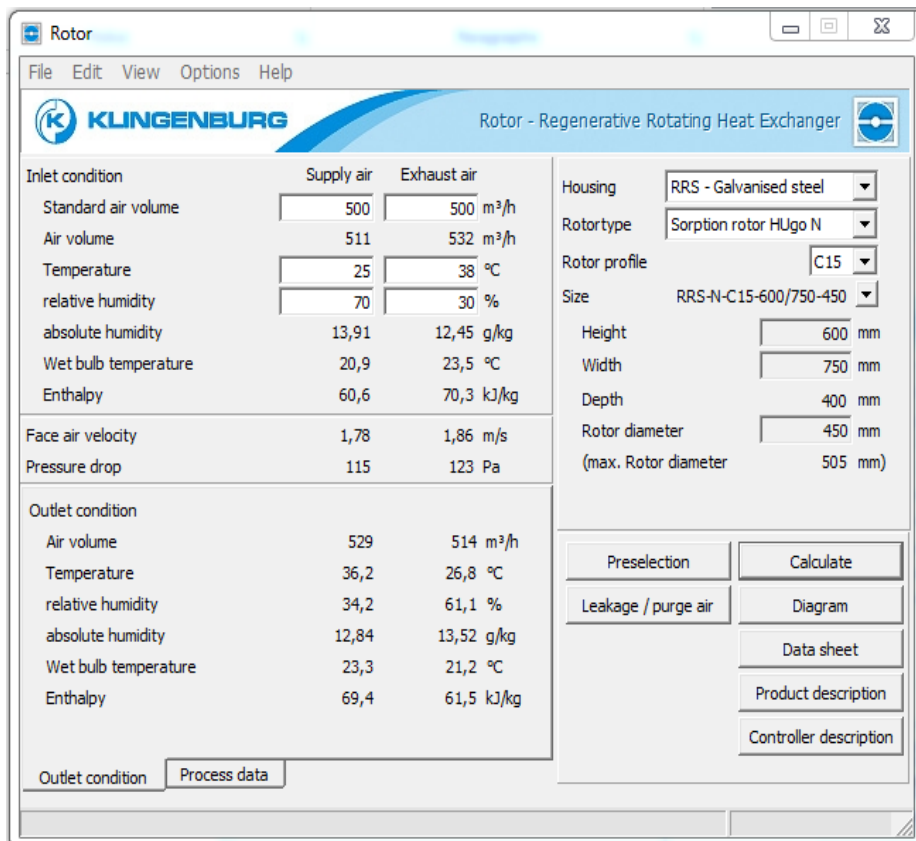 Rotor
File Edit View Options Help
KLINGENBURG
Rotor - Regenerative Rotating Heat Exchanger
Inlet condition Supply air Exhaust air
Standard air volume 500 500 m³/h
Air volume 511 532 m³/h
Temperature 25 38 ºC
relative humidity 70 30 %
absolute humidity 13,91 12,45 g/kg
Wet bulb temperature 20,9 23,5 ºC
Enthalpy 60,6 70,3 kJ/kg
Face air velocity 1,78 1,86 m/s
Pressure drop 115 123 Pa
Outlet condition
Air volume 529 514 m³/h
Temperature 36,2 26,8 ºC
relative humidity 34,2 61,1 %
absolute humidity 12,84 13,52 g/kg
Wet bulb temperature 23,3 21,2 ºC
Enthalpy 69,4 61,5 kJ/kg
Outlet condition Process data
Housing RRS - Galvanised steel
Rotortype Sorption rotor HUgo N
Rotor profile C15
Size RRS-N-C15-600/750-450
Height 600 mm
Width 750 mm
Depth 400 mm
Rotor diameter 450 mm
(max. Rotor diameter 505 mm)
Preselection Calculate
Leakage / purge air Diagram
Data sheet
Product description
Controller description